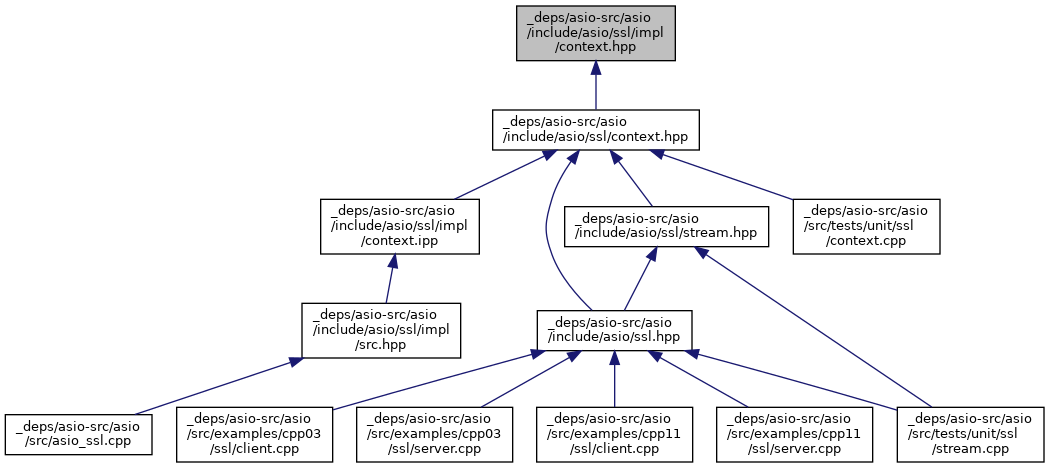 _deps/asio-src/asio
/include/asio/ssl/impl
/context.hpp
_deps/asio-src/asio
/include/asio/ssl/context.hpp
_deps/asio-src/asio
/include/asio/ssl/impl
/context.ipp
_deps/asio-src/asio
/include/asio/ssl/stream.hpp
_deps/asio-src/asio
/src/tests/unit/ssl
/context.cpp
_deps/asio-src/asio
/include/asio/ssl/impl
/src.hpp
_deps/asio-src/asio
/include/asio/ssl.hpp
_deps/asio-src/asio
/src/asio_ssl.cpp
_deps/asio-src/asio
/src/examples/cpp03
/ssl/client.cpp
_deps/asio-src/asio
/src/examples/cpp03
/ssl/server.cpp
_deps/asio-src/asio
/src/examples/cpp11
/ssl/client.cpp
_deps/asio-src/asio
/src/examples/cpp11
/ssl/server.cpp
_deps/asio-src/asio
/src/tests/unit/ssl
/stream.cpp